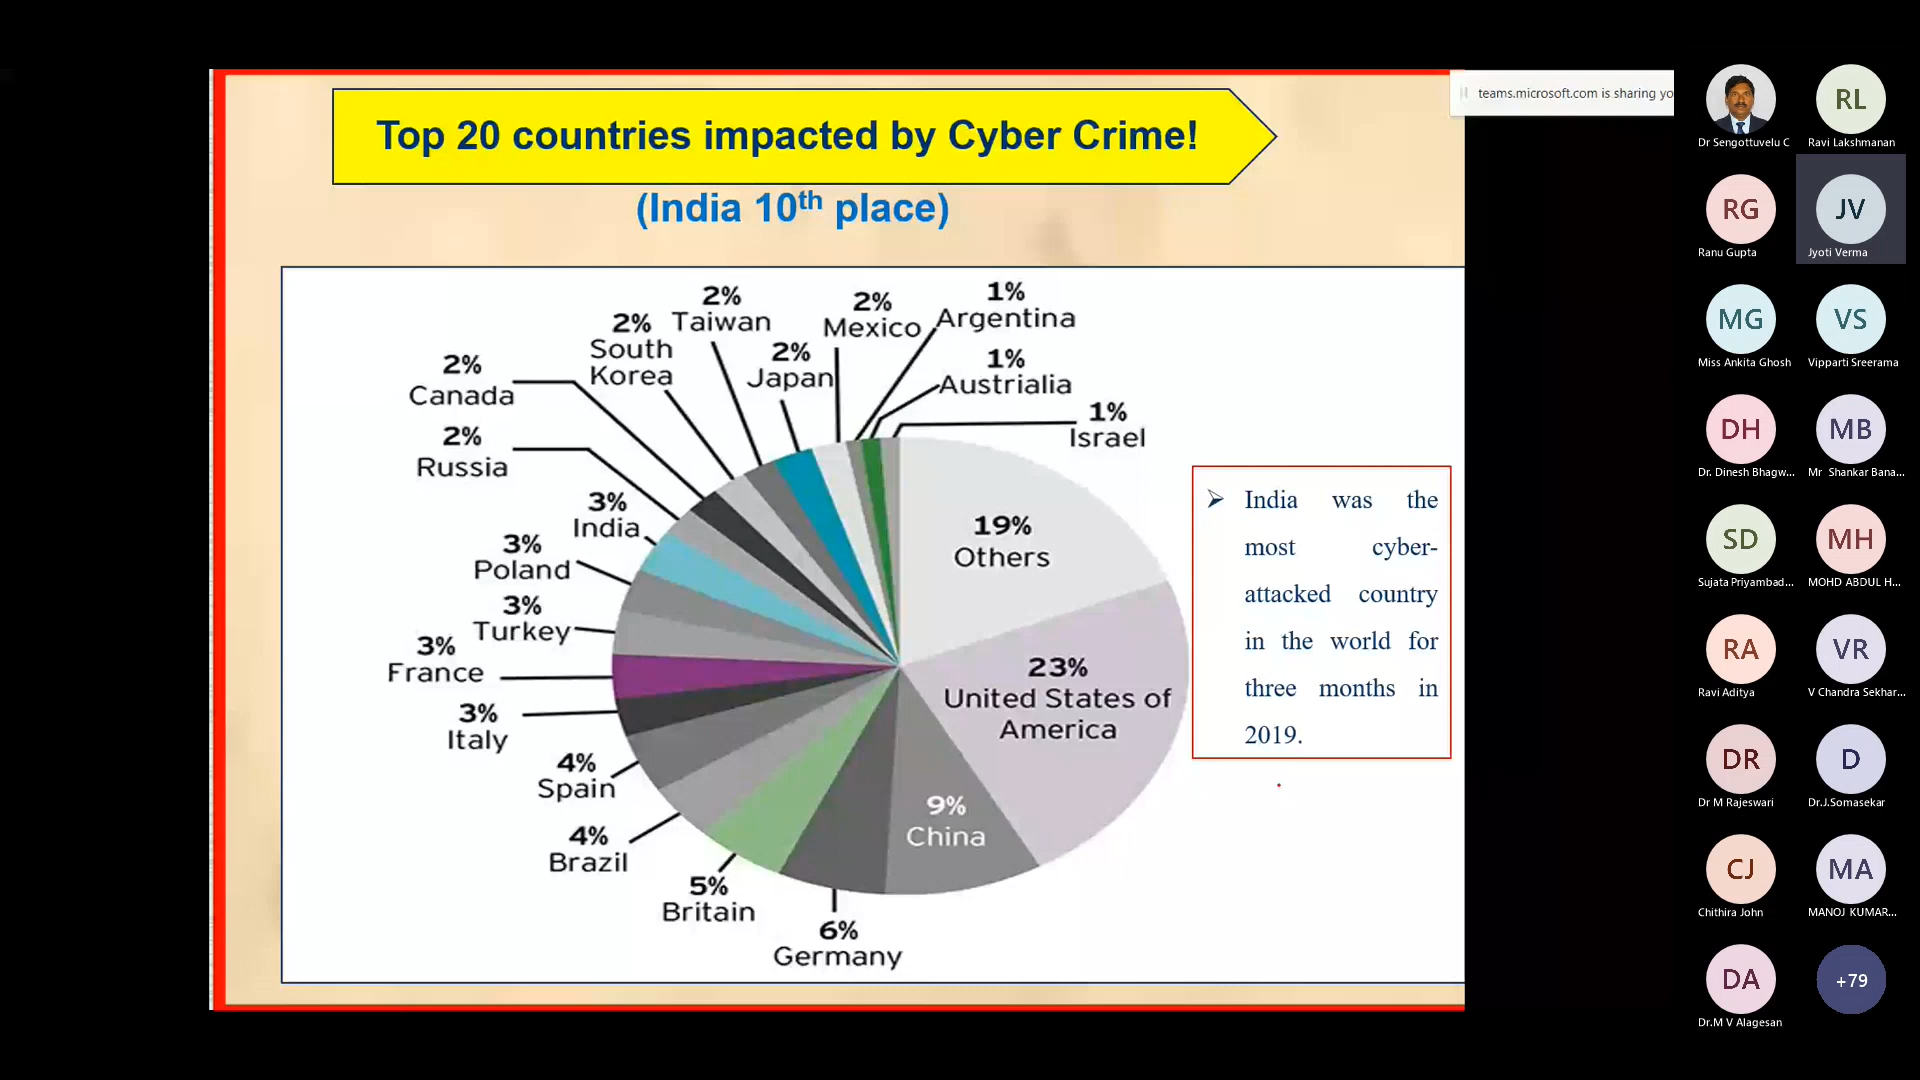 Top 20 countries impacted by Cyber Crime!
(India 10th place)
teams.microsoft.com is sharing yo
1%
Argentina
2%
Mexico
2%
Taiwan
2%
South
Korea
2%
Japan
1%
Austrialia
2%
Canada
1%
Israel
2%
Russia
3%
India
3%
Poland
3%
Turkey
3%
France
3%
Italy
4%
Spain
4%
Brazil
5%
Britain
6%
Germany
9%
China
23%
United States of
America
19%
Others
➢ India was the
most cyber-
attacked country
in the world for
three months in
2019.
Dr Sengottuvelu C
RL
Ravi Lakshmanan
RG
Ranu Gupta
JV
Jyoti Verma
MG
Miss Ankita Ghosh
VS
Vipparti Sreerama
DH
Dr. Dinesh Bhagw...
MB
Mr Shankar Bana...
SD
Sujata Priyambad...
MH
MOHD ABDUL H...
RA
Ravi Aditya
VR
V Chandra Sekhar...
DR
Dr M Rajeswari
D
Dr.J.Somasekar
CJ
Chithira John
MA
MANOJ KUMAR...
DA
Dr.M V Alagesan
+79